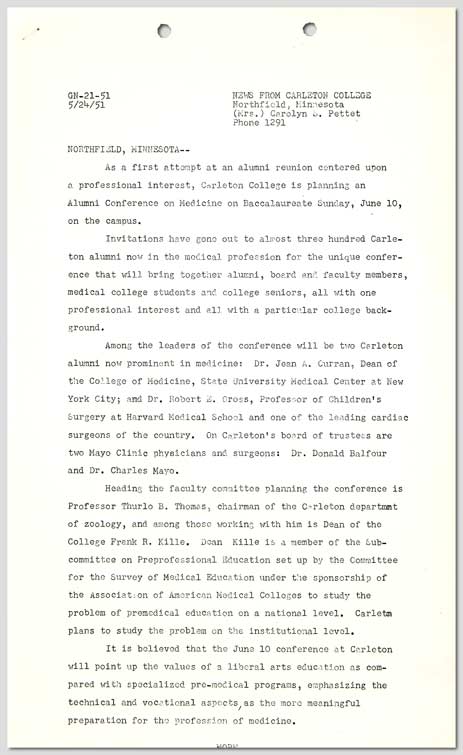 GN-21-51
5/24/51
NEWS FROM CARLETON COLLEGE
Northfield, Minnesota
(Mrs.) Carolyn S. Pettet
Phone 1291
NORTHFIELD, MINNESOTA--
As a first attempt at an alumni reunion centered upon
a professional interest, Carleton College is planning an
Alumni Conference on Medicine on Baccalaureate Sunday, June 10,
on the campus.
Invitations have gone out to almost three hundred Carle-
ton alumni now in the medical profession for the unique confer-
ence that will bring together alumni, board and faculty members,
medical college students and college seniors, all with one
professional interest and all with a particular college back-
ground.
Among the leaders of the conference will be two Carleton
alumni now prominent in medicine: Dr. Jean A. Curran, Dean of
the College of Medicine, State University Medical Center at New
York City; and Dr. Robert E. Gross, Professor of Children's
Surgery at Harvard Medical School and one of the leading cardiac
surgeons of the country. On Carleton's board of trustees are
two Mayo Clinic physicians and surgeons: Dr. Donald Balfour
and Dr. Charles Mayo.
Heading the faculty committee planning the conference is
Professor Thurlo B. Thomas, chairman of the Carleton departmnt
of zoology, and among those working with him is Dean of the
College Frank R. Kille. Dean Kille is a member of the Sub-
committee on Preprofessional Education set up by the Committee
for the Survey of Medical Education under the sponsorship of
the Association of American Medical Colleges to study the
problem of premedical education on a national level. Carleton
plans to study the problem on the institutional level.
It is believed that the June 10 conference at Carleton
will point up the values of a liberal arts education as com-
pared with specialized pre-medical programs, emphasizing the
technical and vocational aspects, as the more meaningful
preparation for the profession of medicine.
MORE